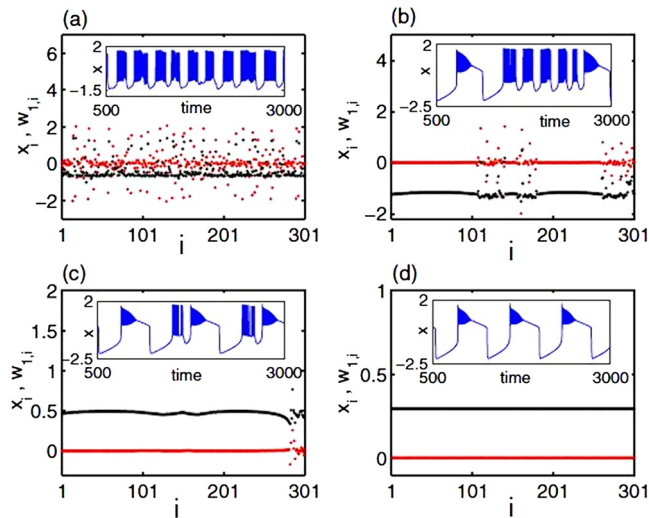 (a)
6
4
2
0
-2
x_i , w_1,i
2
x
-1.5
500
time
3000
1
101
201
301
i
(b)
6
4
2
0
-2
x_i , w_1,i
2
x
-2.5
500
time
3000
1
101
201
301
i
(c)
2
1.5
1
0.5
0
x_i , w_1,i
2
x
-2.5
500
time
3000
1
101
201
301
i
(d)
1
0.5
0
x_i , w_1,i
2
x
-2.5
500
time
3000
1
101
201
301
i